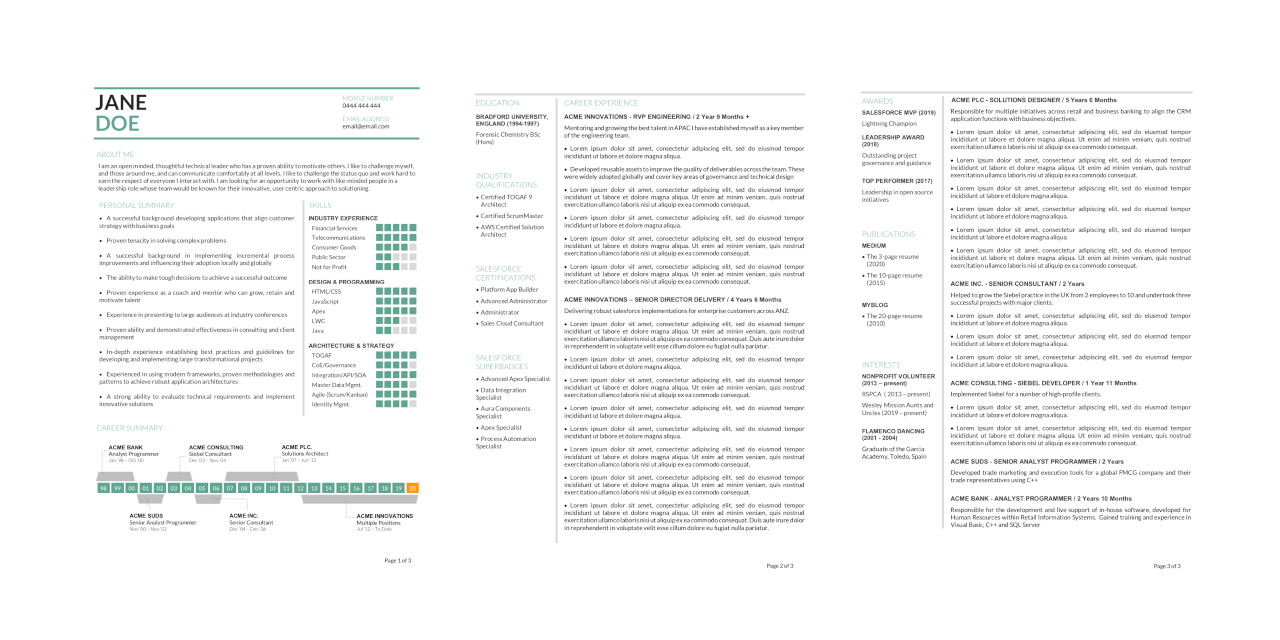 JANE
DOE
MOBILE NUMBER
0444 444 444
EMAIL ADDRESS
email@email.com
ABOUT ME
I am an open minded, thoughtful technical leader who has a proven ability to motivate others. I like to challenge myself,
and those around me, and can communicate comfortably at all levels. I like to challenge the status quo and work hard to
earn the respect of everyone I interact with. I am looking for an opportunity to work with like-minded people in a
leadership role whose team would be known for their innovative, user centric approach to solutioning.
PERSONAL SUMMARY
• A successful background developing applications that align customer
strategy with business goals
• Proven tenacity in solving complex problems
• A successful background in implementing incremental process
improvements and influencing their adoption locally and globally
• The ability to make tough decisions to achieve a successful outcome
• Proven experience as a coach and mentor who can grow, retain and
motivate talent
• Experience in presenting to large audiences at industry conferences
• Proven ability and demonstrated effectiveness in consulting and client
management
• In-depth experience establishing best practices and guidelines for
developing and implementing large transformational projects
• Experienced in using modern frameworks, proven methodologies and
patterns to achieve robust application architectures
• A strong ability to evaluate technical requirements and implement
innovative solutions
SKILLS
INDUSTRY EXPERIENCE
Financial Services
Telecommunications
Consumer Goods
Public Sector
Not for Profit
DESIGN & PROGRAMMING
HTML/CSS
JavaScript
Apex
LWC
Java
ARCHITECTURE & STRATEGY
TOGAF
CoE/Governance
Integration/API/SOA
Master Data Mgmt.
Agile (Scrum/Kanban)
Identity Mgmt.
CAREER SUMMARY
ACME BANK
Analyst Programmer
Jan '98 - Oct '00
ACME CONSULTING
Siebel Consultant
Dec '02 - Nov '04
ACME PLC.
Solutions Architect
Jan '07 - Jun '12
98 99 00 01 02 03 04 05 06 07 08 09 10 11 12 13 14 15 16 17 18 19 20
ACME SUDS
Senior Analyst Programmer
Nov '00 - Nov '02
ACME INC.
Senior Consultant
Dec '04 - Dec '06
ACME INNOVATIONS
Multiple Positions
Jul '12 - To Date
Page 1 of 3
EDUCATION
BRADFORD UNIVERSITY,
ENGLAND (1994-1997)
Forensic Chemistry BSc
(Hons)
INDUSTRY
QUALIFICATIONS
• Certified TOGAF 9
Architect
• Certified ScrumMaster
• AWS Certified Solution
Architect
SALESFORCE
CERTIFICATIONS
• Platform App Builder
• Advanced Administrator
• Administrator
• Sales Cloud Consultant
SALESFORCE
SUPERBADGES
• Advanced Apex Specialist
• Data Integration
Specialist
• Aura Components
Specialist
• Apex Specialist
• Process Automation
Specialist
CAREER EXPERIENCE
ACME INNOVATIONS - RVP ENGINEERING / 2 Year 9 Months +
Mentoring and growing the best talent in APAC I have established myself as a key member
of the engineering team.
• Lorem ipsum dolor sit amet, consectetur adipiscing elit, sed do eiusmod tempor
incididunt ut labore et dolore magna aliqua.
• Developed reusable assets to improve the quality of deliverables across the team. These
were widely adopted globally and cover key areas of governance and technical design
• Lorem ipsum dolor sit amet, consectetur adipiscing elit, sed do eiusmod tempor
incididunt ut labore et dolore magna aliqua. Ut enim ad minim veniam, quis nostrud
exercitation ullamco laboris nisi ut aliquip ex ea commodo consequat.
• Lorem ipsum dolor sit amet, consectetur adipiscing elit, sed do eiusmod tempor
incididunt ut labore et dolore magna aliqua.
• Lorem ipsum dolor sit amet, consectetur adipiscing elit, sed do eiusmod tempor
incididunt ut labore et dolore magna aliqua. Ut enim ad minim veniam, quis nostrud
exercitation ullamco laboris nisi ut aliquip ex ea commodo consequat.
• Lorem ipsum dolor sit amet, consectetur adipiscing elit, sed do eiusmod tempor
incididunt ut labore et dolore magna aliqua. Ut enim ad minim veniam, quis nostrud
exercitation ullamco laboris nisi ut aliquip ex ea commodo consequat.
ACME INNOVATIONS – SENIOR DIRECTOR DELIVERY / 4 Years 6 Months
Delivering robust salesforce implementations for enterprise customers across ANZ.
• Lorem ipsum dolor sit amet, consectetur adipiscing elit, sed do eiusmod tempor
incididunt ut labore et dolore magna aliqua. Ut enim ad minim veniam, quis nostrud
exercitation ullamco laboris nisi ut aliquip ex ea commodo consequat. Duis aute irure dolor
in reprehenderit in voluptate velit esse cillum dolore eu fugiat nulla pariatur.
• Lorem ipsum dolor sit amet, consectetur adipiscing elit, sed do eiusmod tempor
incididunt ut labore et dolore magna aliqua.
• Lorem ipsum dolor sit amet, consectetur adipiscing elit, sed do eiusmod tempor
incididunt ut labore et dolore magna aliqua. Ut enim ad minim veniam, quis nostrud
exercitation ullamco laboris nisi ut aliquip ex ea commodo consequat.
• Lorem ipsum dolor sit amet, consectetur adipiscing elit, sed do eiusmod tempor
incididunt ut labore et dolore magna aliqua.
• Lorem ipsum dolor sit amet, consectetur adipiscing elit, sed do eiusmod tempor
incididunt ut labore et dolore magna aliqua.
• Lorem ipsum dolor sit amet, consectetur adipiscing elit, sed do eiusmod tempor
incididunt ut labore et dolore magna aliqua. Ut enim ad minim veniam, quis nostrud
exercitation ullamco laboris nisi ut aliquip ex ea commodo consequat.
• Lorem ipsum dolor sit amet, consectetur adipiscing elit, sed do eiusmod tempor
incididunt ut labore et dolore magna aliqua. Ut enim ad minim veniam, quis nostrud
exercitation ullamco laboris nisi ut aliquip ex ea commodo consequat.
• Lorem ipsum dolor sit amet, consectetur adipiscing elit, sed do eiusmod tempor
incididunt ut labore et dolore magna aliqua. Ut enim ad minim veniam, quis nostrud
exercitation ullamco laboris nisi ut aliquip ex ea commodo consequat. Duis aute irure dolor
in reprehenderit in voluptate velit esse cillum dolore eu fugiat nulla pariatur.
Page 2 of 3
AWARDS
SALESFORCE MVP (2019)
Lightning Champion
LEADERSHIP AWARD
(2018)
Outstanding project
governance and guidance
TOP PERFORMER (2017)
Leadership in open source
initiatives
PUBLICATIONS
MEDIUM
• The 3-page resume
(2020)
• The 10-page resume
(2015)
MYBLOG
• The 20-page resume
(2010)
INTERESTS
NONPROFIT VOLUNTEER
(2013 – present)
RSPCA ( 2013 – present)
Wesley Mission Aunts and
Uncles (2019 – present)
FLAMENCO DANCING
(2001 - 2004)
Graduate of the Garcia
Academy, Toledo, Spain
ACME PLC - SOLUTIONS DESIGNER / 5 Years 6 Months
Responsible for multiple initiatives across retail and business banking to align the CRM
application functions with business objectives.
• Lorem ipsum dolor sit amet, consectetur adipiscing elit, sed do eiusmod tempor
incididunt ut labore et dolore magna aliqua. Ut enim ad minim veniam, quis nostrud
exercitation ullamco laboris nisi ut aliquip ex ea commodo consequat.
• Lorem ipsum dolor sit amet, consectetur adipiscing elit, sed do eiusmod tempor
incididunt ut labore et dolore magna aliqua. Ut enim ad minim veniam, quis nostrud
exercitation ullamco laboris nisi ut aliquip ex ea commodo consequat.
• Lorem ipsum dolor sit amet, consectetur adipiscing elit, sed do eiusmod tempor
incididunt ut labore et dolore magna aliqua.
• Lorem ipsum dolor sit amet, consectetur adipiscing elit, sed do eiusmod tempor
incididunt ut labore et dolore magna aliqua.
• Lorem ipsum dolor sit amet, consectetur adipiscing elit, sed do eiusmod tempor
incididunt ut labore et dolore magna aliqua.
• Lorem ipsum dolor sit amet, consectetur adipiscing elit, sed do eiusmod tempor
incididunt ut labore et dolore magna aliqua. Ut enim ad minim veniam, quis nostrud
exercitation ullamco laboris nisi ut aliquip ex ea commodo consequat.
ACME INC. - SENIOR CONSULTANT / 2 Years
Helped to grow the Siebel practice in the UK from 2 employees to 10 and undertook three
successful projects with major clients.
• Lorem ipsum dolor sit amet, consectetur adipiscing elit, sed do eiusmod tempor
incididunt ut labore et dolore magna aliqua.
• Lorem ipsum dolor sit amet, consectetur adipiscing elit, sed do eiusmod tempor
incididunt ut labore et dolore magna aliqua. Ut enim ad minim veniam, quis nostrud
exercitation ullamco laboris nisi ut aliquip ex ea commodo consequat.
• Lorem ipsum dolor sit amet, consectetur adipiscing elit, sed do eiusmod tempor
incididunt ut labore et dolore magna aliqua.
ACME CONSULTING - SIEBEL DEVELOPER / 1 Year 11 Months
Implemented Siebel for a number of high-profile clients.
• Lorem ipsum dolor sit amet, consectetur adipiscing elit, sed do eiusmod tempor
incididunt ut labore et dolore magna aliqua.
• Lorem ipsum dolor sit amet, consectetur adipiscing elit, sed do eiusmod tempor
incididunt ut labore et dolore magna aliqua. Ut enim ad minim veniam, quis nostrud
exercitation ullamco laboris nisi ut aliquip ex ea commodo consequat.
ACME SUDS - SENIOR ANALYST PROGRAMMER / 2 Years
Developed trade marketing and execution tools for a global FMCG company and their
trade representatives using C++
ACME BANK - ANALYST PROGRAMMER / 2 Years 10 Months
Responsible for the development and live support of in-house software, developed for
Human Resources within Retail Information Systems. Gained training and experience in
Visual Basic, C++ and SQL Server
Page 3 of 3